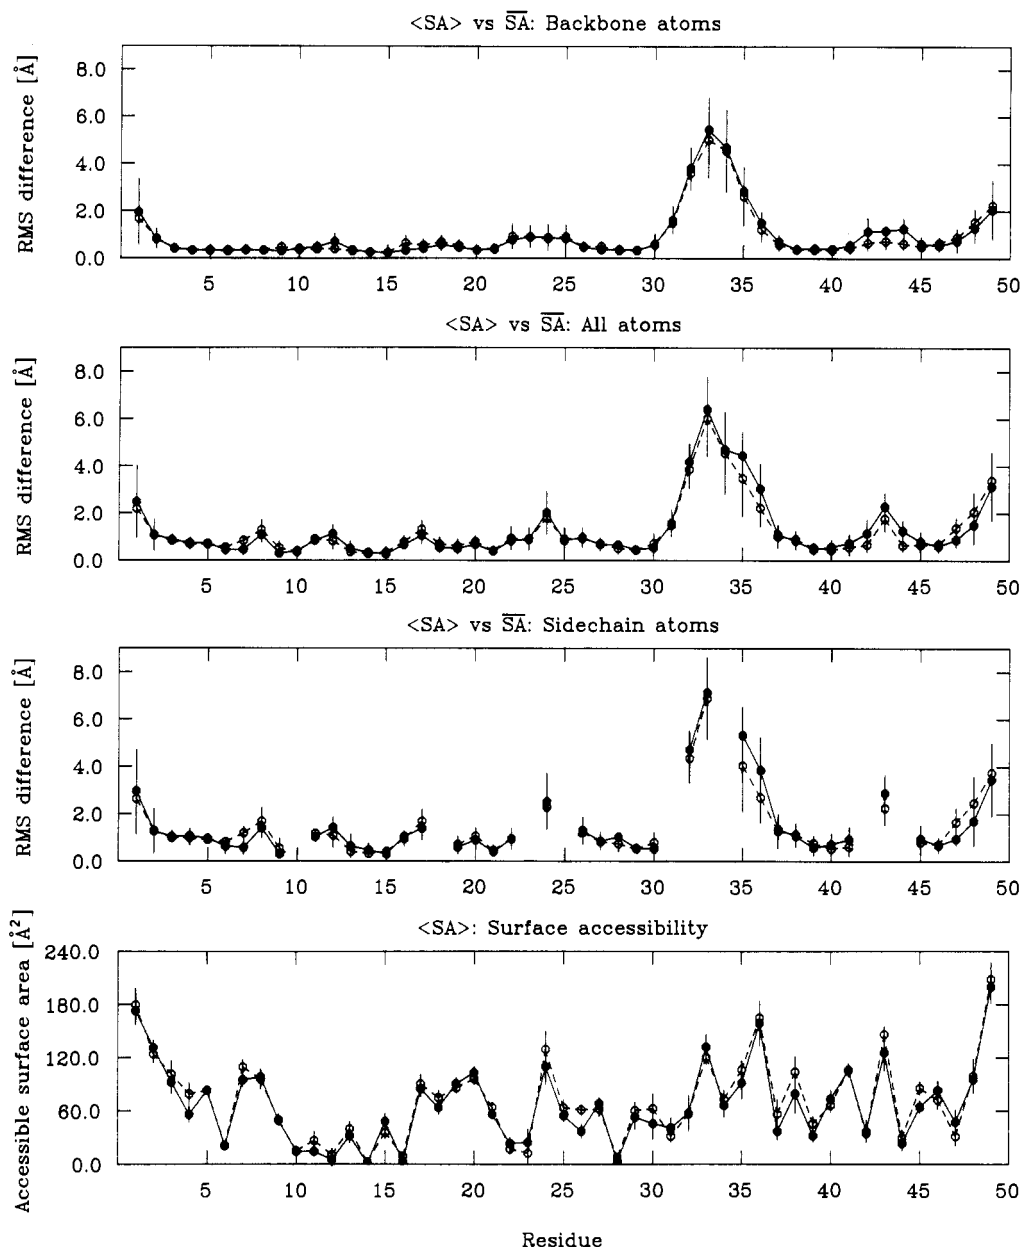 <SA> vs S̅A̅: Backbone atoms
RMS difference [Å]
8.0
6.0
4.0
2.0
0.0
5 10 15 20 25 30 35 40 45 50
<SA> vs S̅A̅: All atoms
RMS difference [Å]
8.0
6.0
4.0
2.0
0.0
5 10 15 20 25 30 35 40 45 50
<SA> vs S̅A̅: Sidechain atoms
RMS difference [Å]
8.0
6.0
4.0
2.0
0.0
5 10 15 20 25 30 35 40 45 50
<SA>: Surface accessibility
Accessible surface area [Å²]
240.0
180.0
120.0
60.0
0.0
5 10 15 20 25 30 35 40 45 50
Residue